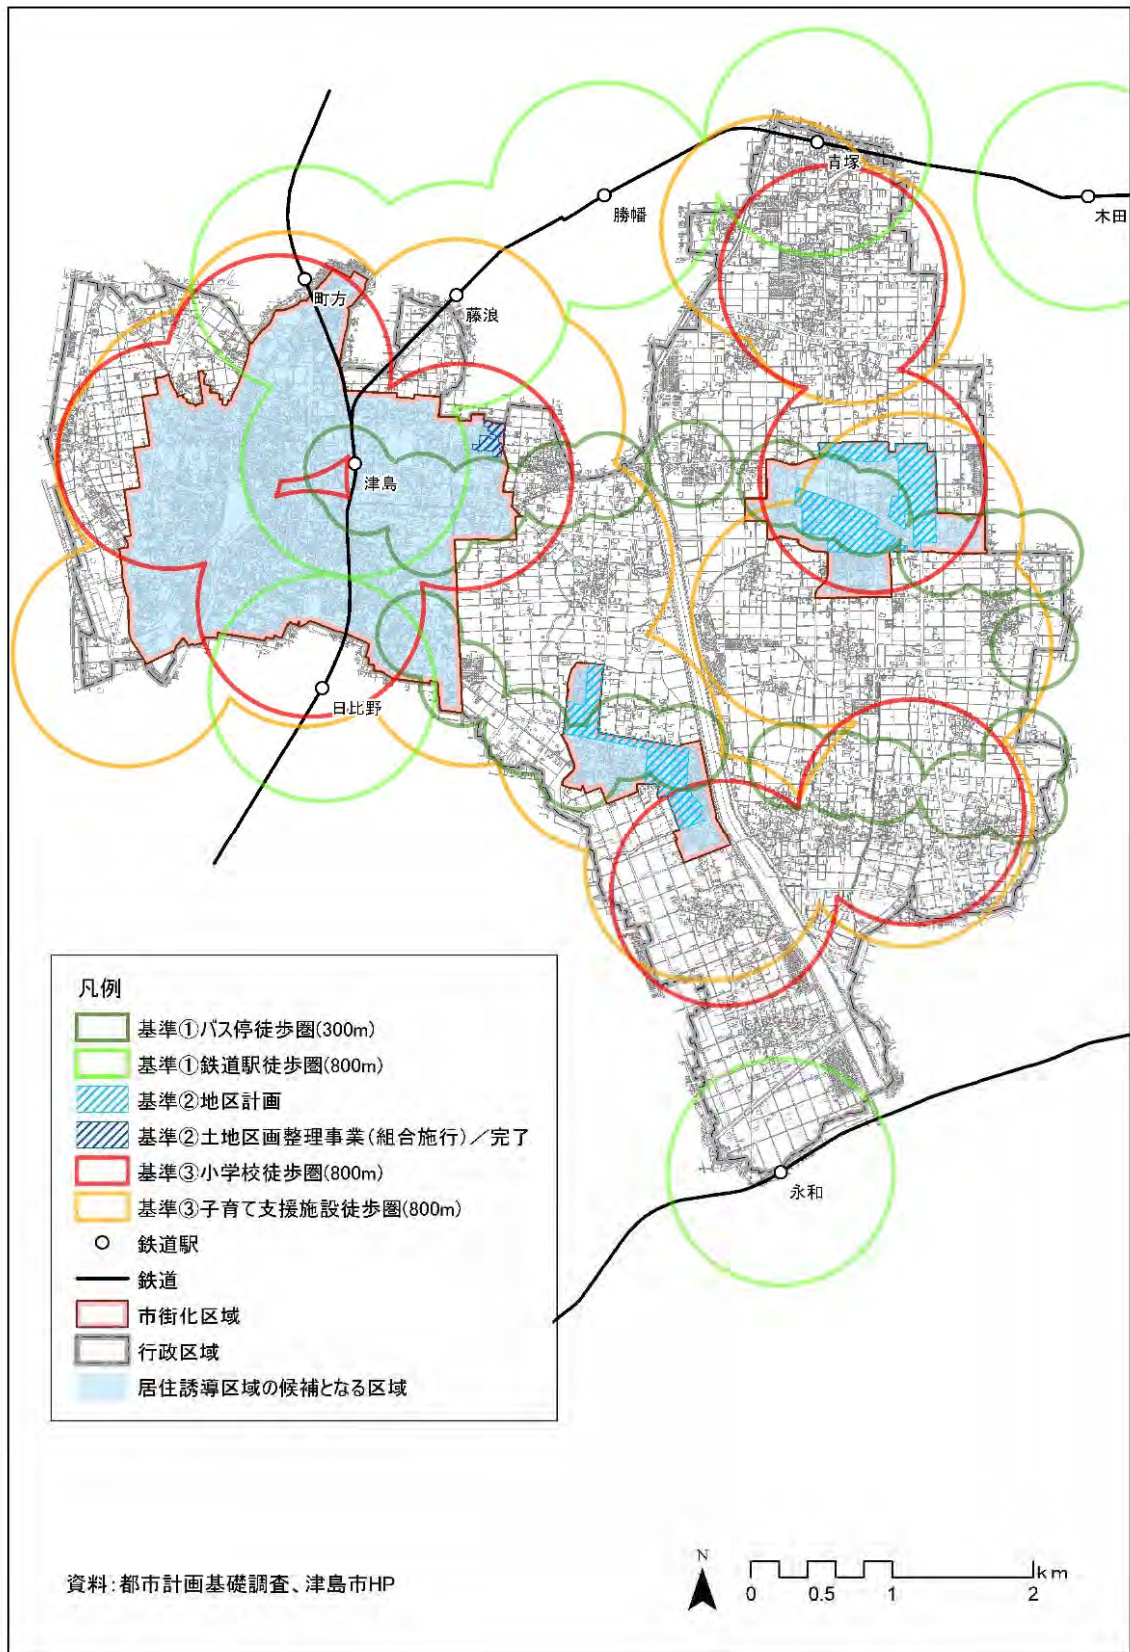 青塚
勝幡
木田
町方
藤浪
津島
日比野
永和
凡例
基準①バス停徒歩圏(300m)
基準①鉄道駅徒歩圏(800m)
基準②地区計画
基準②土地区画整理事業(組合施行)/完了
基準③小学校徒歩圏(800m)
基準③子育て支援施設徒歩圏(800m)
鉄道駅
鉄道
市街化区域
行政区域
居住誘導区域の候補となる区域
資料:都市計画基礎調査、津島市HP
N
km
0 0.5 1 2